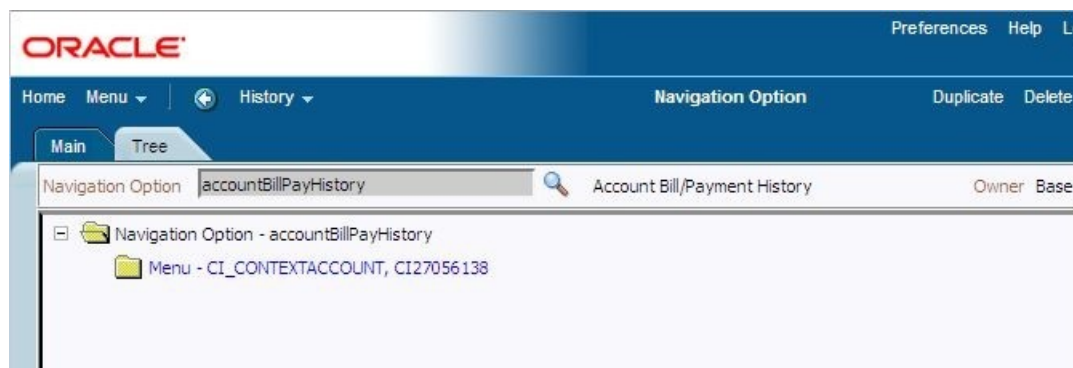 Preferences Help
ORACLE
Home Menu History Navigation Option Duplicate Delete
Main Tree
Navigation Option accountBillPayHistory Account Bill/Payment History Owner Base
Navigation Option - accountBillPayHistory
Menu - CI_CONTEXTACCOUNT, CI27056138